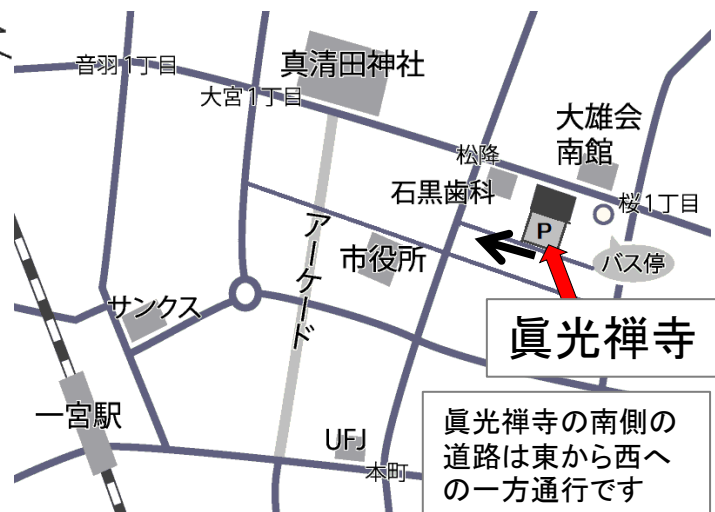 音羽1丁目
真清田神社
大宮1丁目
大雄会
南館
松降
石黒歯科
桜1丁目
P
アーケード
市役所
バス停
サンクス
眞光禅寺
一宮駅
UFJ
本町
眞光禅寺の南側の
道路は東から西へ
の一方通行です